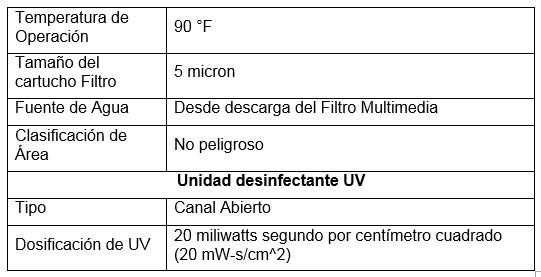 Temperatura de
Operación
90 °F
Tamaño del
cartucho Filtro
5 micron
Fuente de Agua
Desde descarga del Filtro Multimedia
Clasificación de
Área
No peligroso
Unidad desinfectante UV
Tipo
Canal Abierto
Dosificación de UV
20 miliwatts segundo por centímetro cuadrado
(20 mW-s/cm^2)